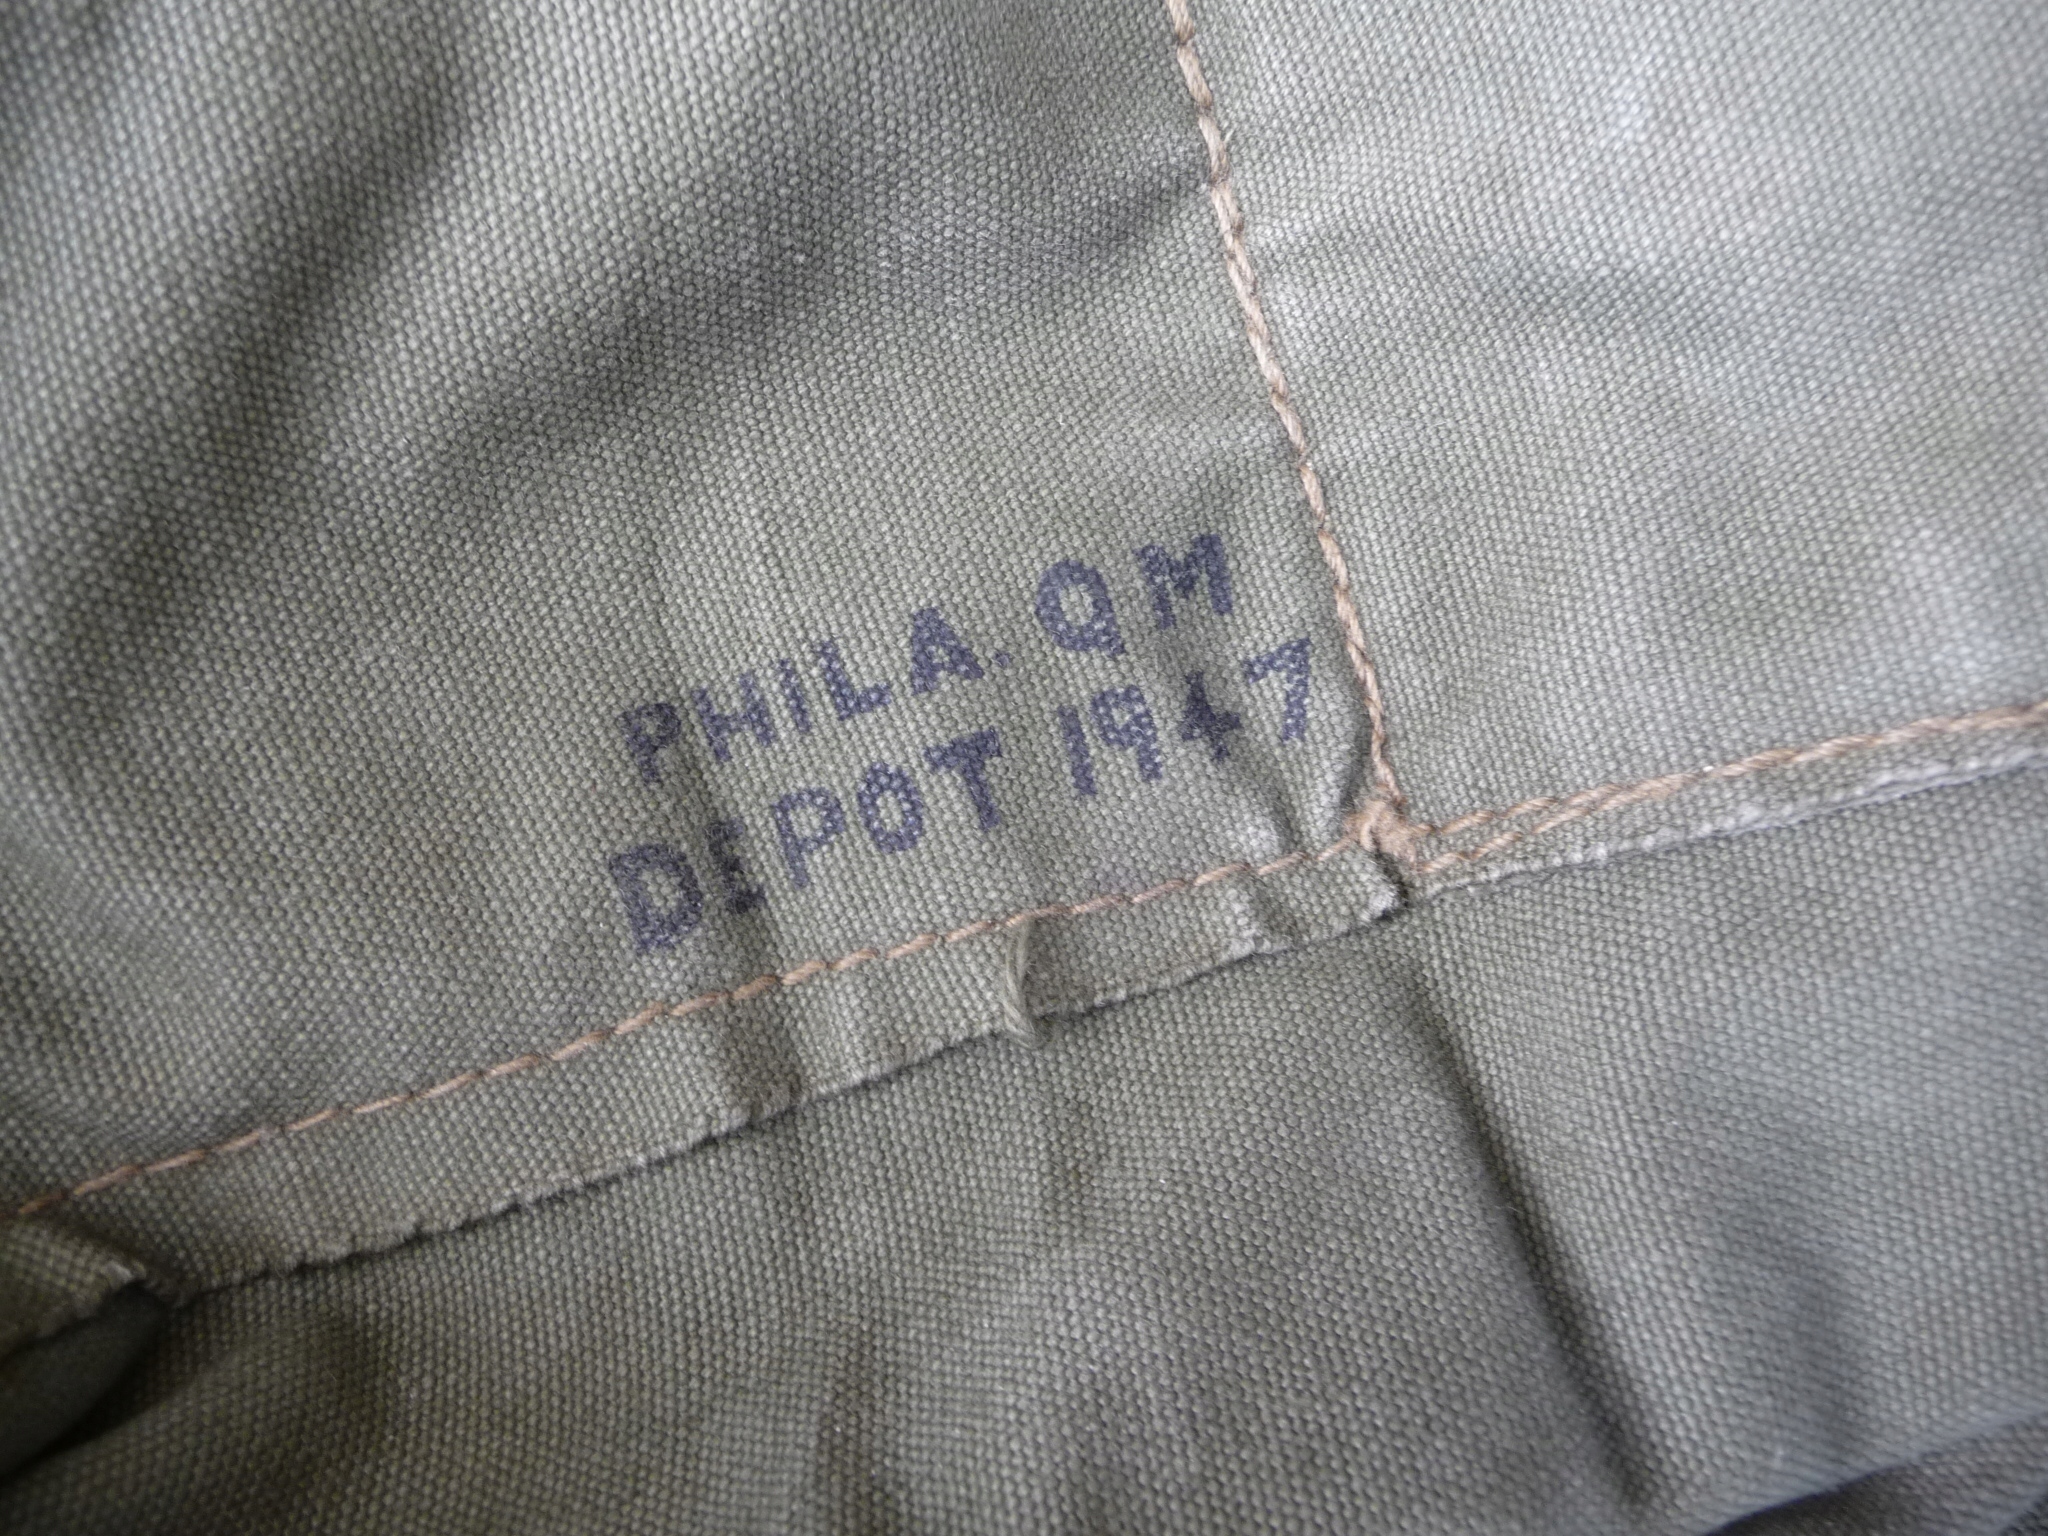 PHILA. QM
DEPOT 1947